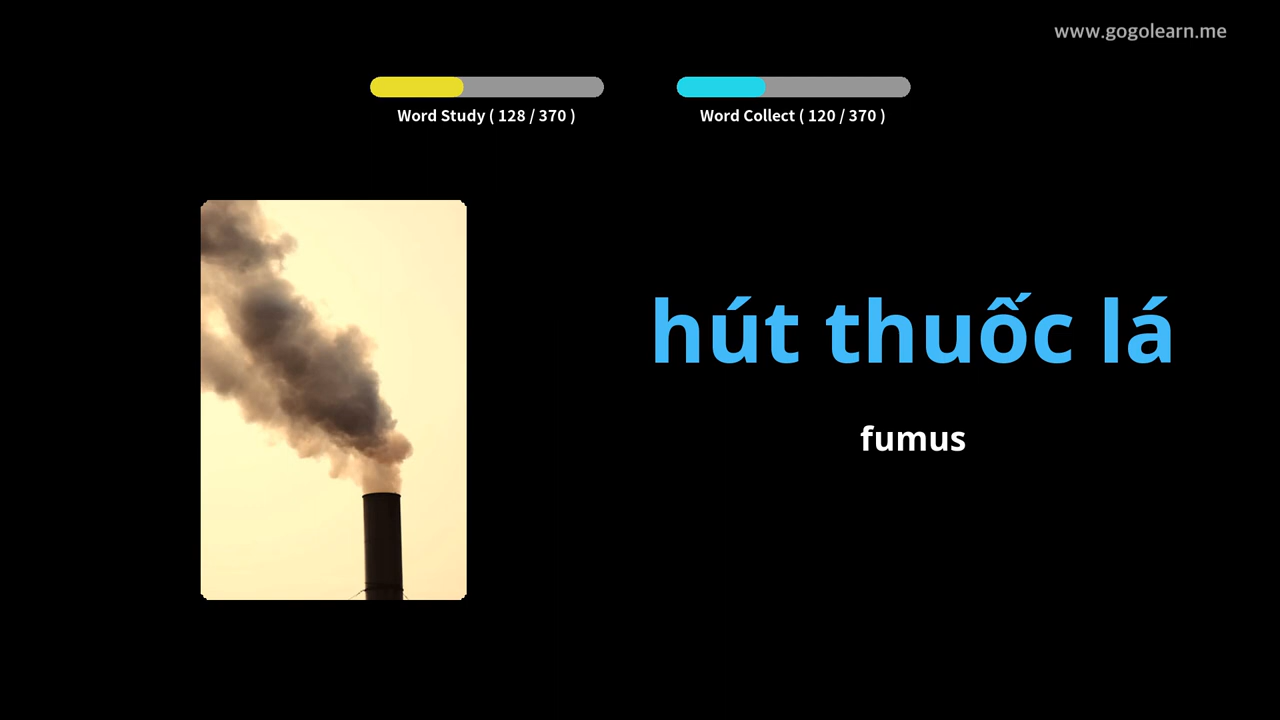 www.gogolearn.me
Word Study ( 128 / 370 )
Word Collect ( 120 / 370 )
hút thuốc lá
fumus